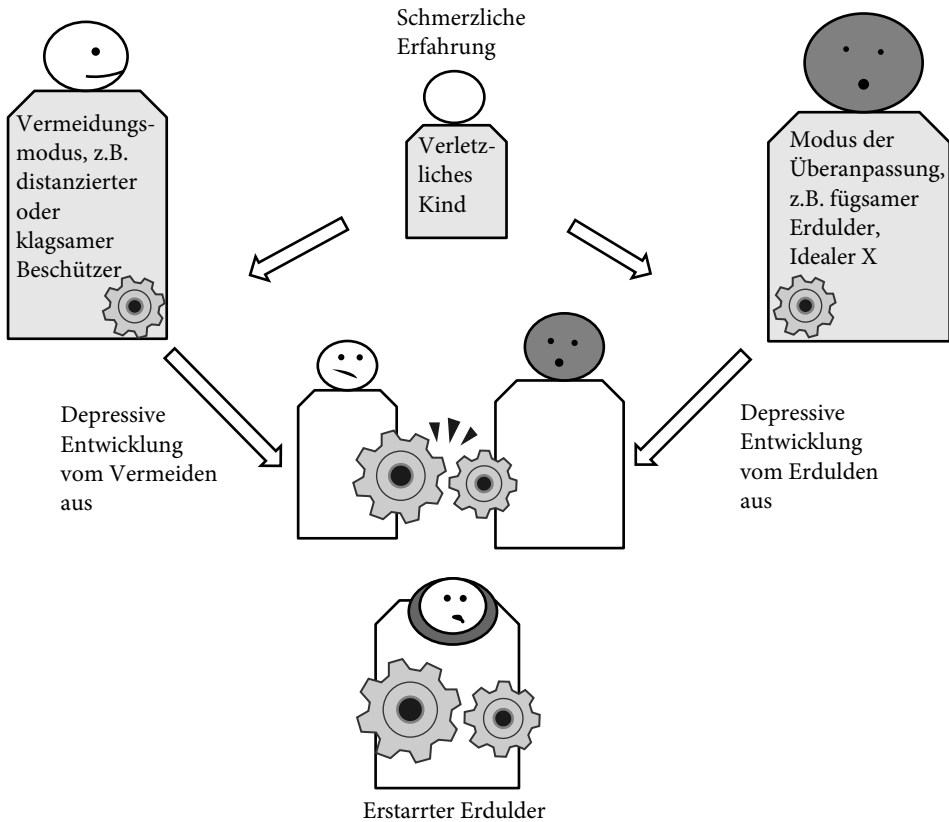 Schmerzliche
Erfahrung
Vermeidungs-
modus, z.B.
distanzierter
oder
klagsamer
Beschützer
Verletz-
liches
Kind
Modus der
Überanpassung,
z.B. fügsamer
Erdulder,
Idealer X
Depressive
Entwicklung
vom Vermeiden
aus
Depressive
Entwicklung
vom Erdulden
aus
Erstarrter Erdulder